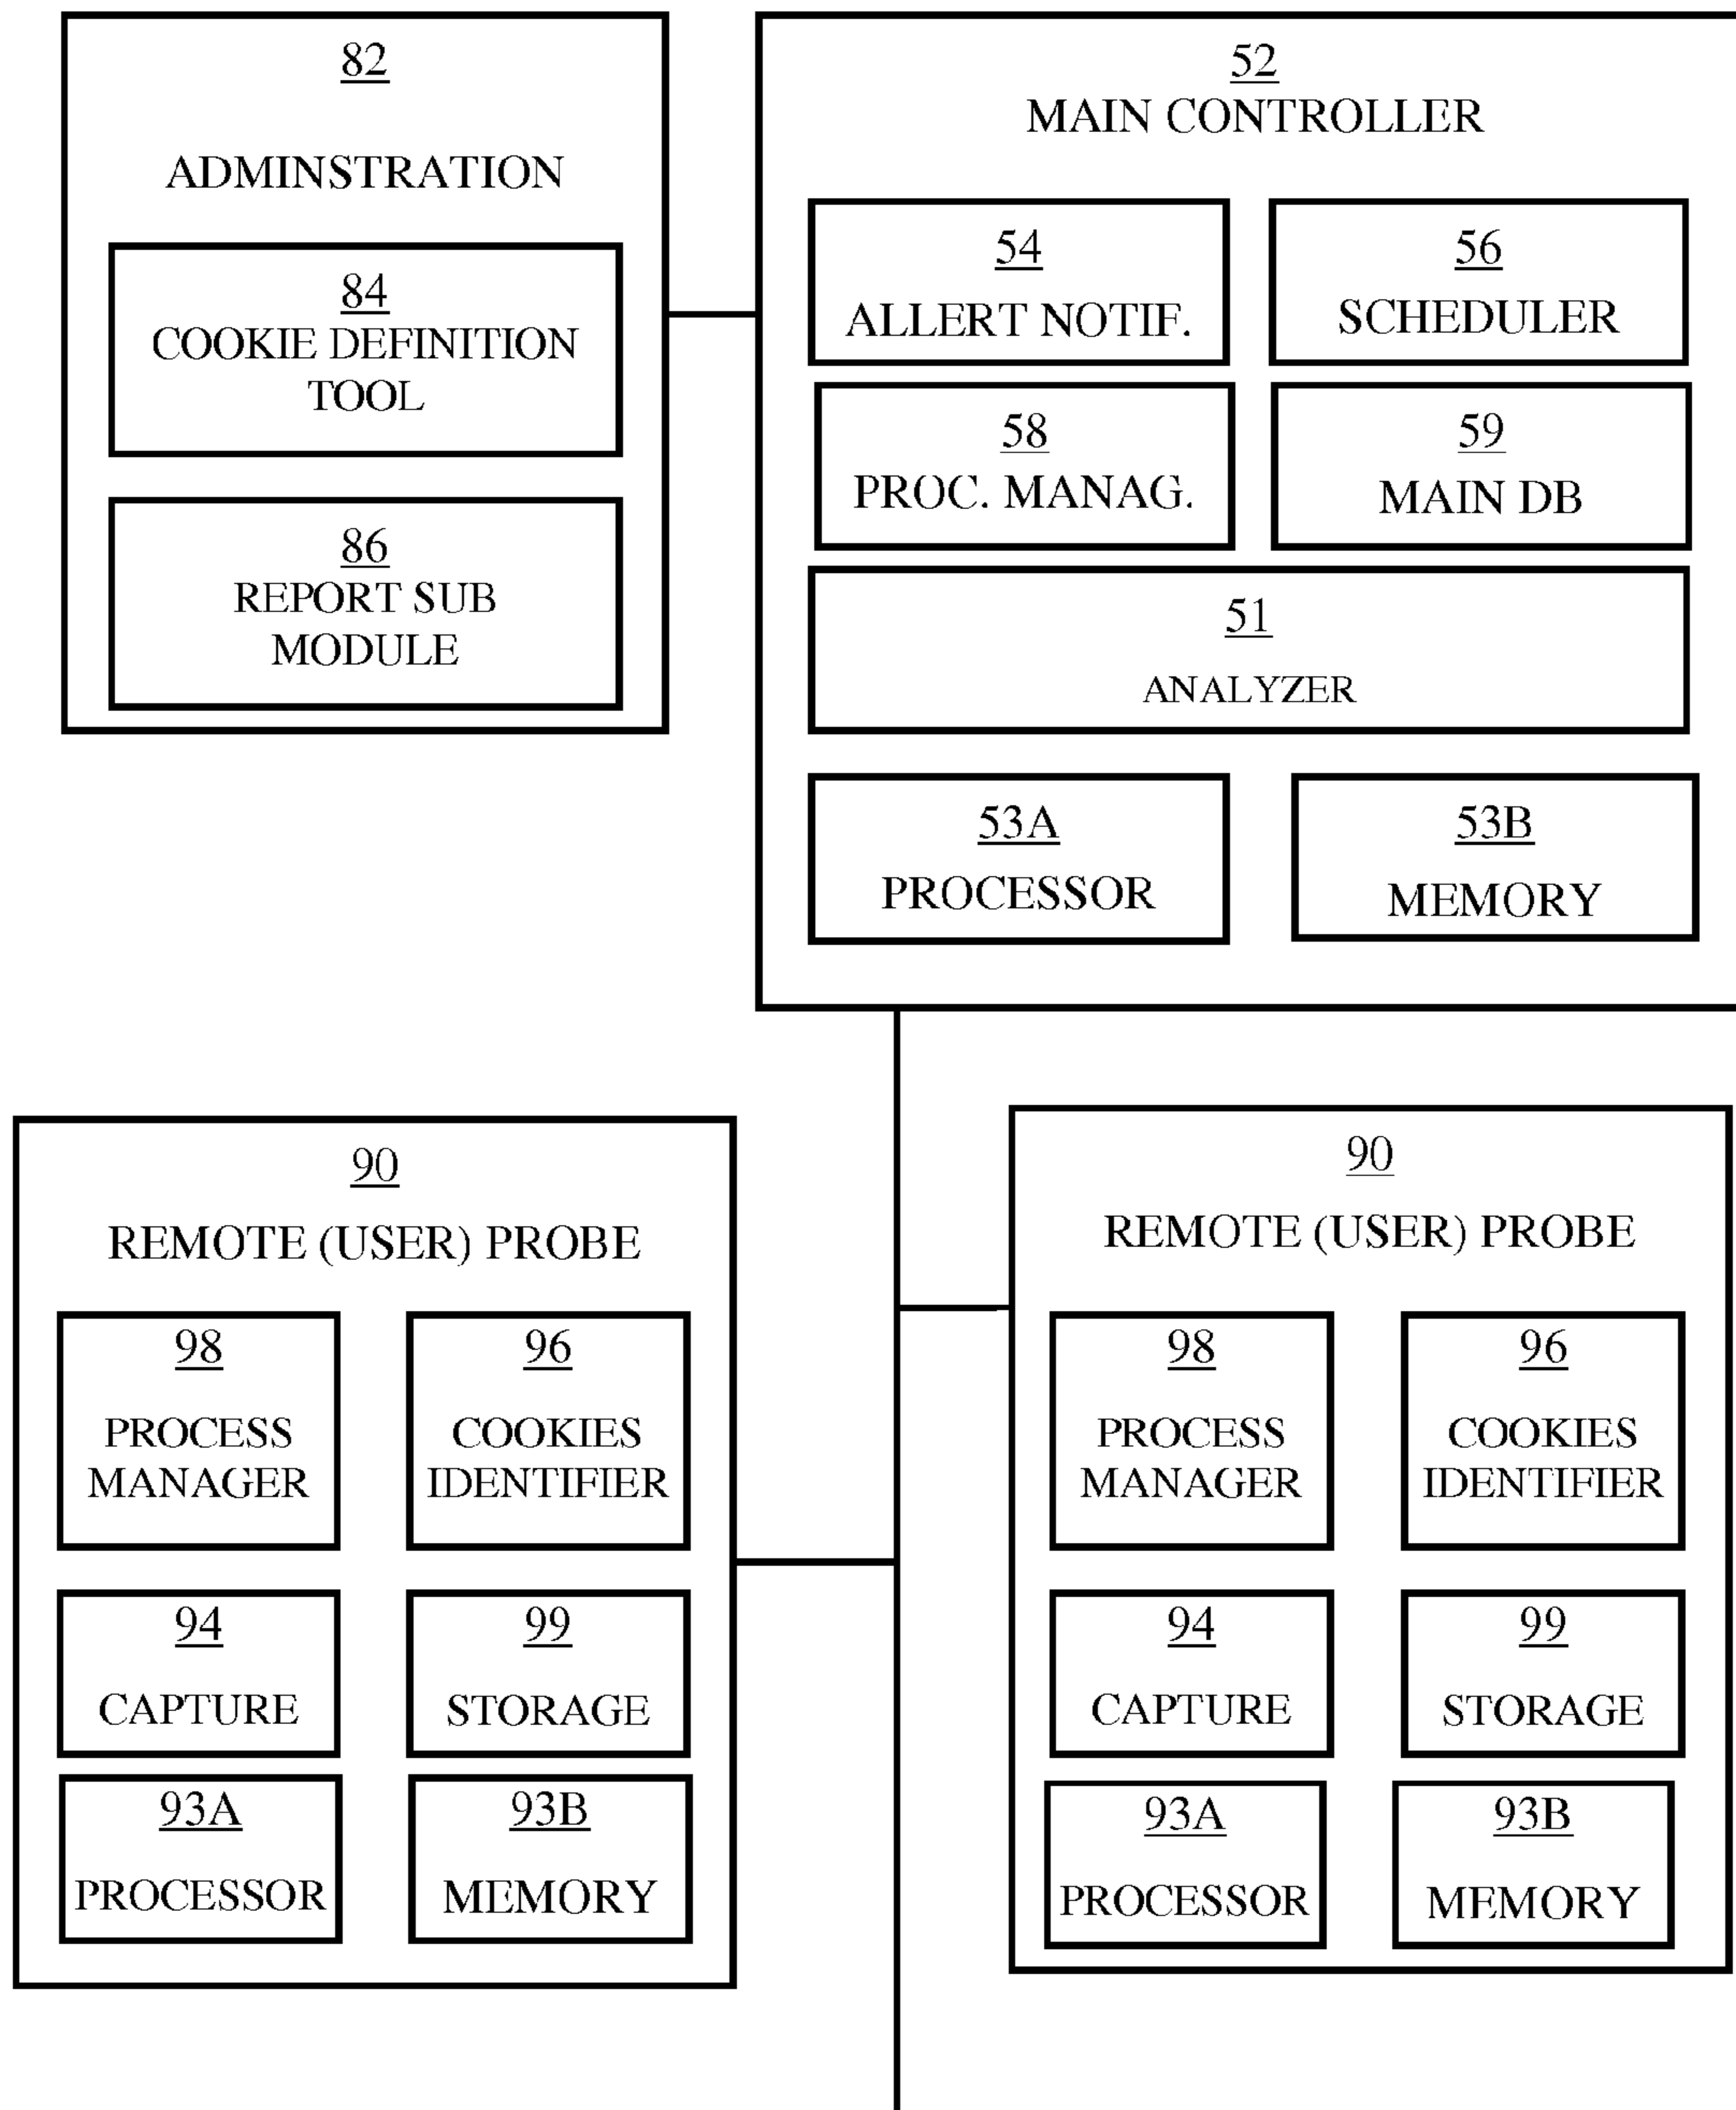 82
ADMINSTRATION
84
COOKIE DEFINITION
TOOL
86
REPORT SUB
MODULE
52
MAIN CONTROLLER
54
ALLERT NOTIF.
56
SCHEDULER
58
PROC. MANAG.
59
MAIN DB
51
ANALYZER
53A
PROCESSOR
53B
MEMORY
90
REMOTE (USER) PROBE
98
PROCESS
MANAGER
96
COOKIES
IDENTIFIER
94
CAPTURE
99
STORAGE
93A
PROCESSOR
93B
MEMORY
90
REMOTE (USER) PROBE
98
PROCESS
MANAGER
96
COOKIES
IDENTIFIER
94
CAPTURE
99
STORAGE
93A
PROCESSOR
93B
MEMORY